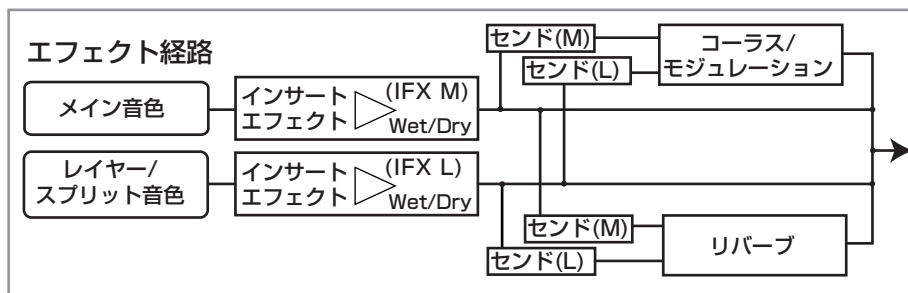 エフェクト経路
メイン音色
インサート
エフェクト
(IFX M)
Wet/Dry
センド(M)
センド(L)
コーラス/
モジュレーション
レイヤー/
スプリット音色
インサート
エフェクト
(IFX L)
Wet/Dry
センド(M)
センド(L)
リバーブ